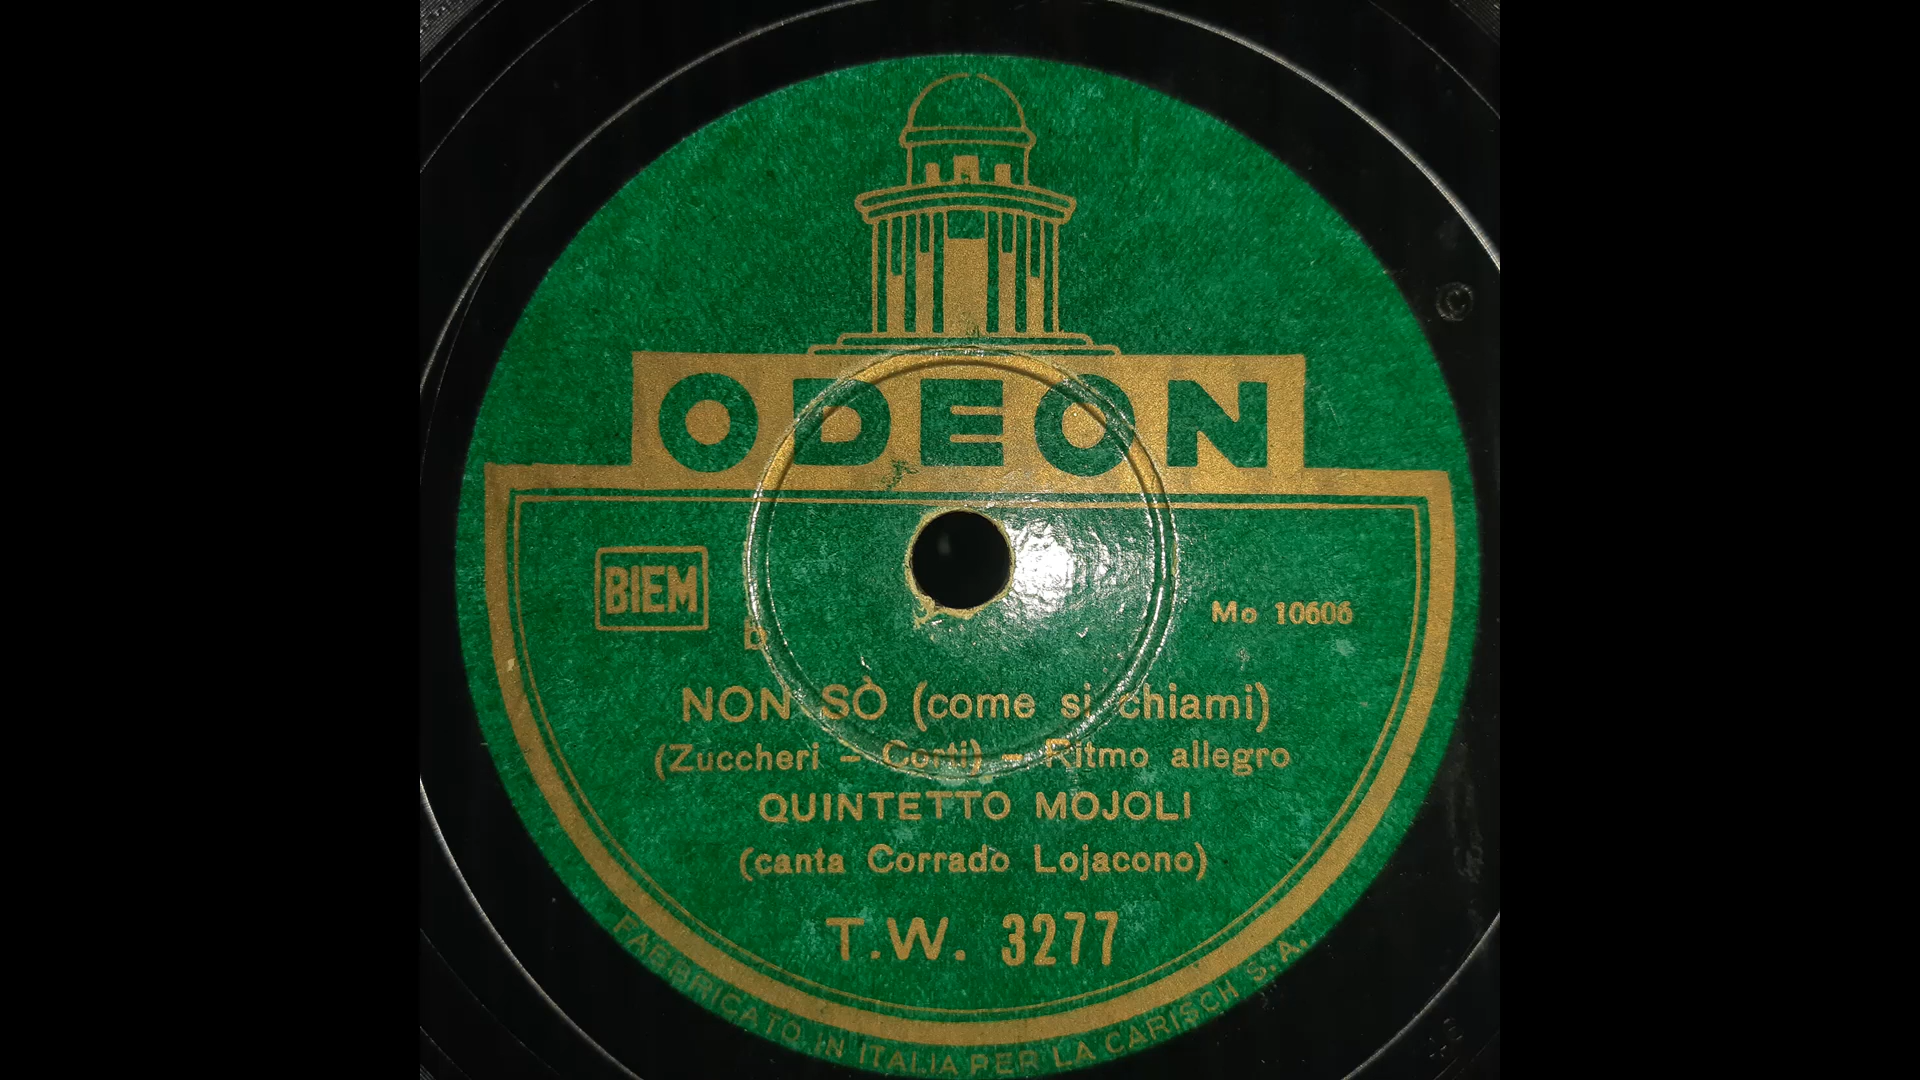 ODEON
BIEM
D
Mo 10606
NON SÒ (come si chiami)
(Zuccheri - Corti) - Ritmo allegro
QUINTETTO MOJOLI
(canta Corrado Lojacono)
T.W. 3277
FABBRICATO IN ITALIA PER LA CARISCH S.A.
©